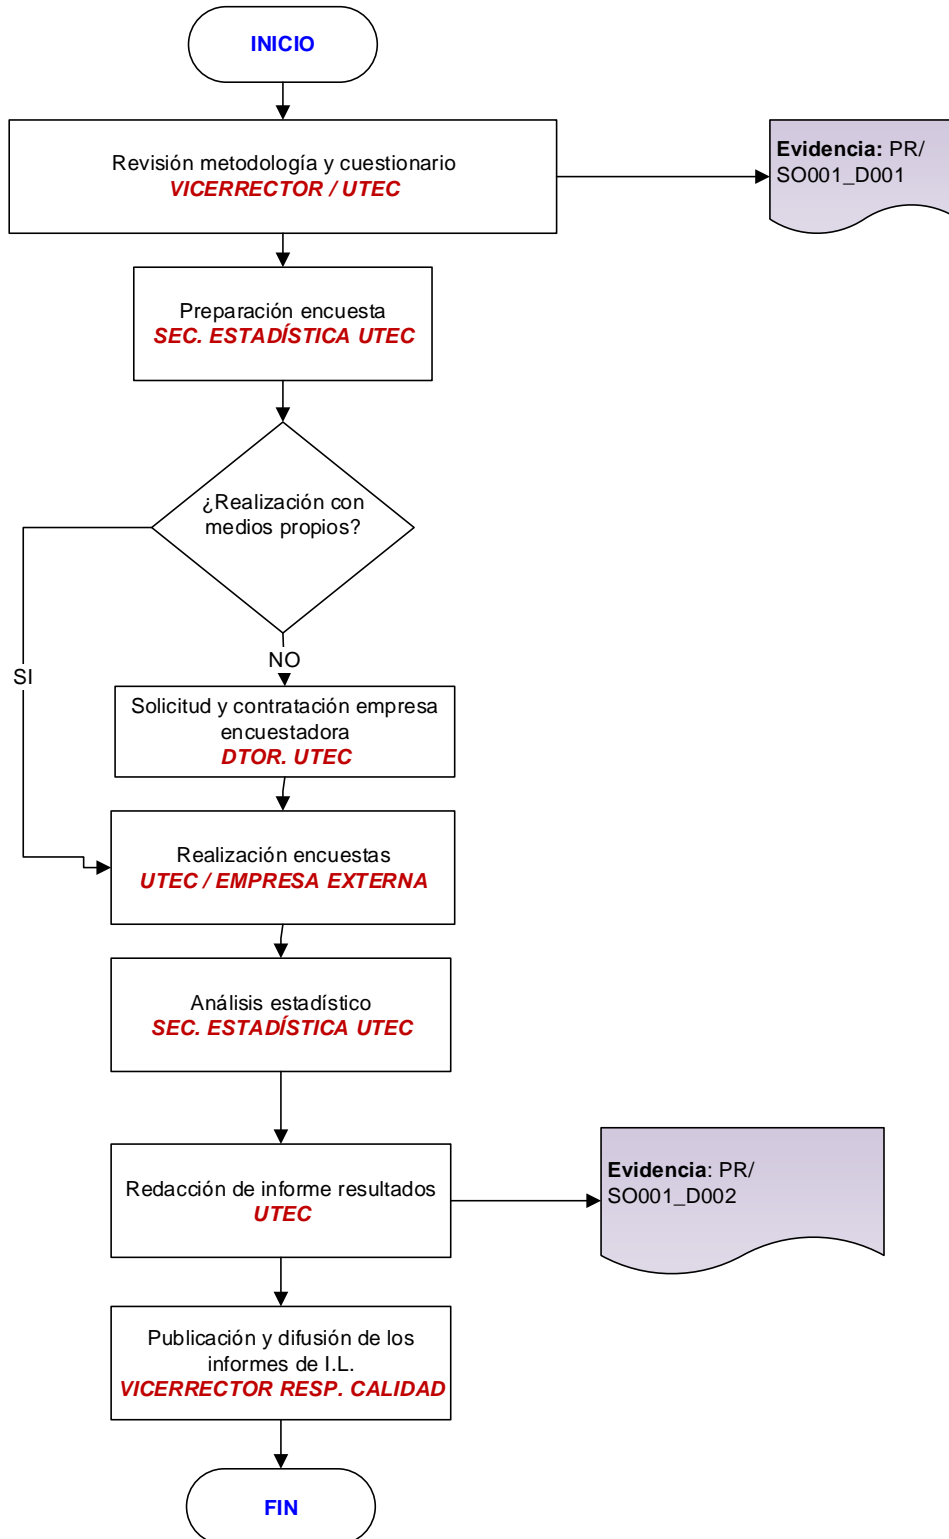 INICIO
Revisión metodología y cuestionario
VICERRECTOR / UTEC
Evidencia: PR/
SO001_D001
Preparación encuesta
SEC. ESTADÍSTICA UTEC
¿Realización con
medios propios?
NO
SI
Solicitud y contratación empresa
encuestadora
DTOR. UTEC
Realización encuestas
UTEC / EMPRESA EXTERNA
Análisis estadístico
SEC. ESTADÍSTICA UTEC
Redacción de informe resultados
UTEC
Evidencia: PR/
SO001_D002
Publicación y difusión de los
informes de I.L.
VICERRECTOR RESP. CALIDAD
FIN